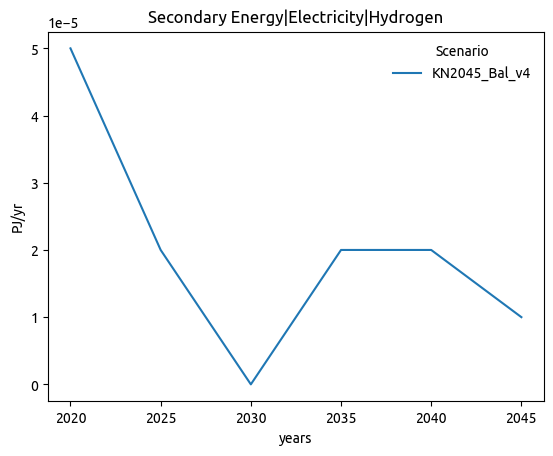 Secondary Energy|Electricity|Hydrogen
1e−5
Scenario
KN2045_Bal_v4
5
4
3
2
1
0
PJ/yr
2020 2025 2030 2035 2040 2045
years